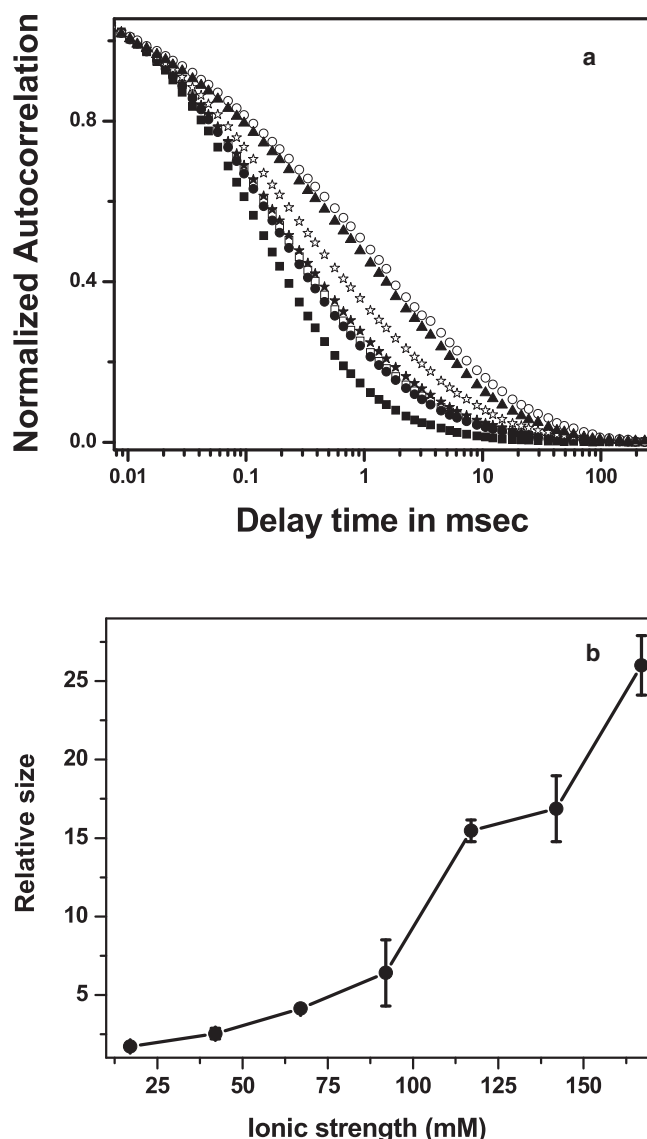 a
Normalized Autocorrelation
0.8
0.4
0.0
0.01 0.1 1 10 100
Delay time in msec
b
Relative size
25
20
15
10
5
25 50 75 100 125 150
Ionic strength (mM)